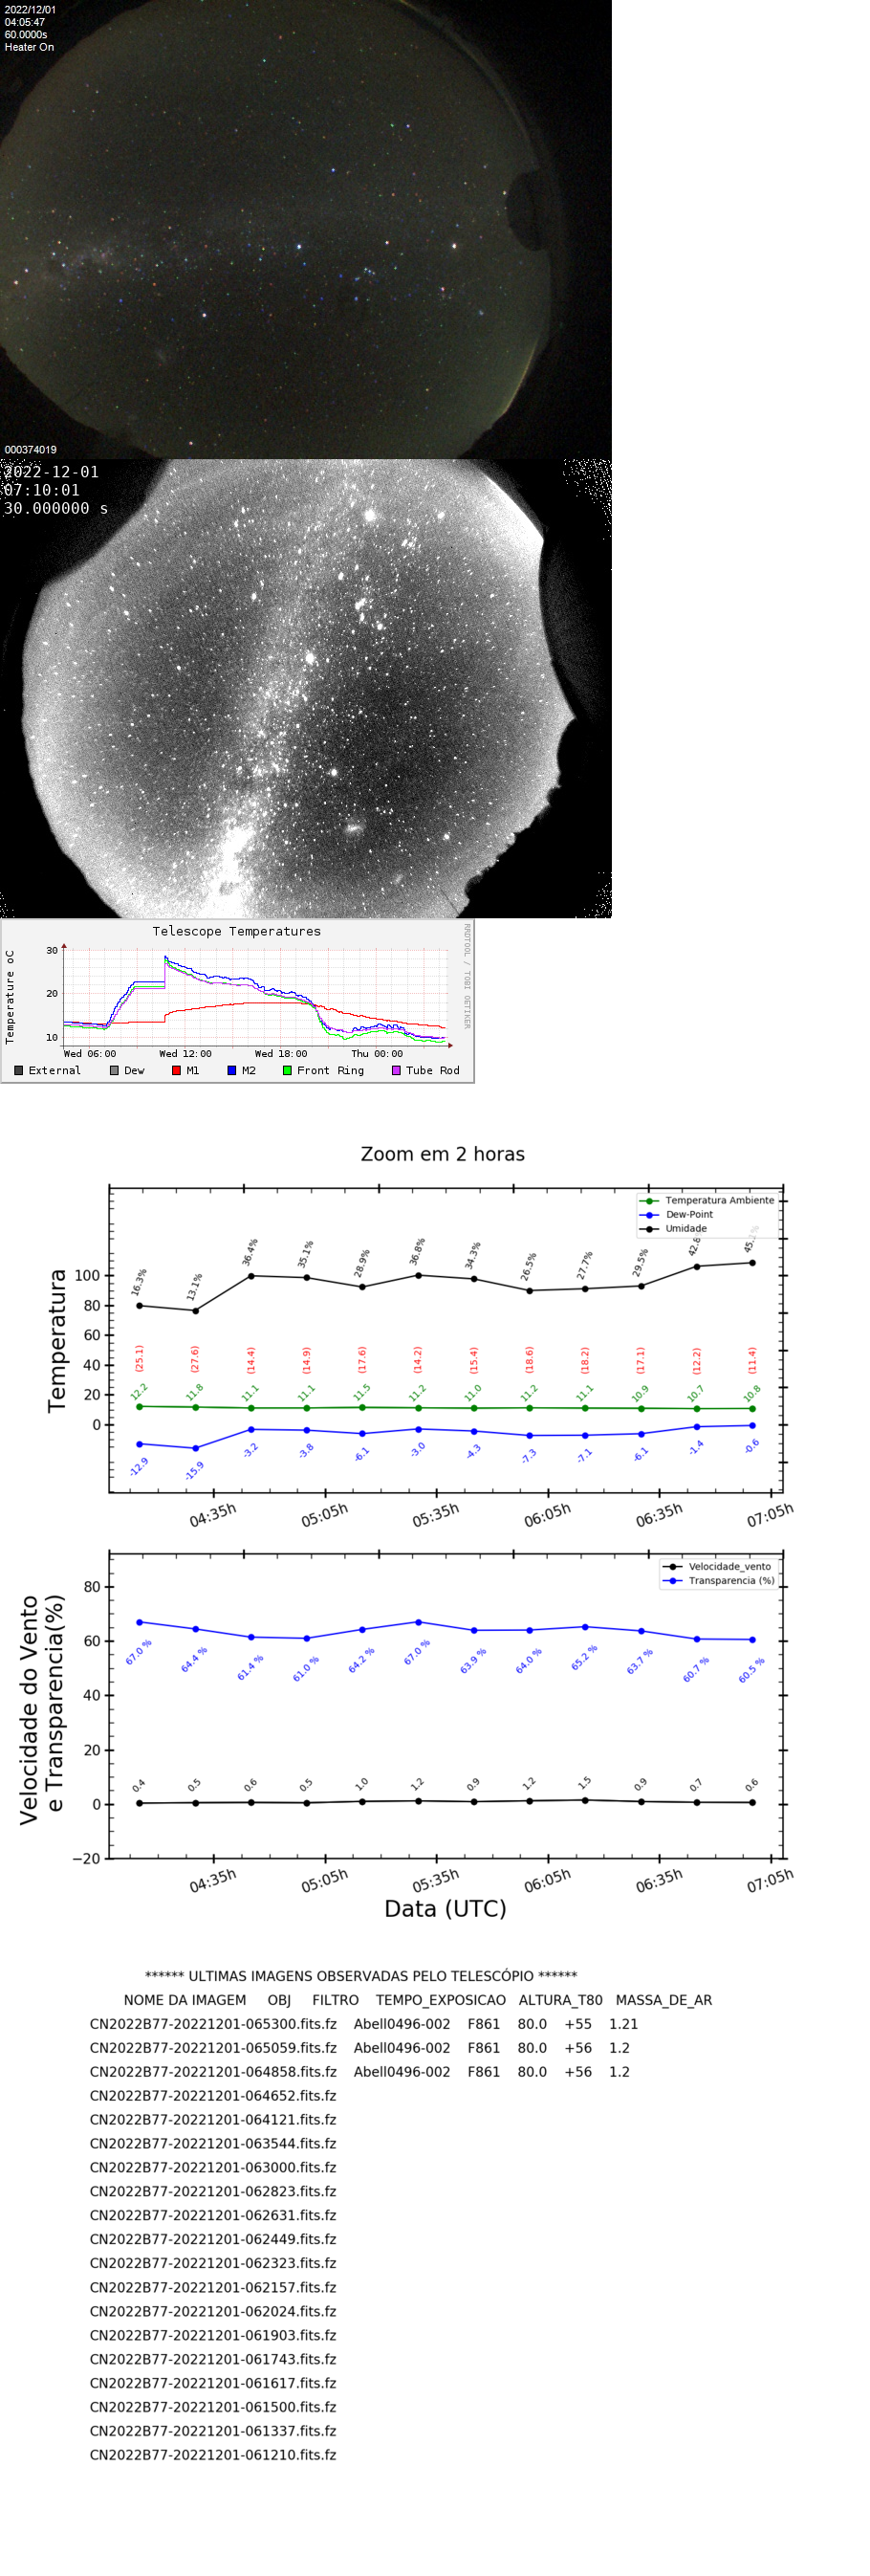 2022/12/01
04:05:47
60.0000s
Heater On
000374019
2022-12-01
07:10:01
30.000000 s
Telescope Temperatures
RRDTOOL / TOBI OETIKER
Temperature oC
30
20
10
Wed 06:00 Wed 12:00 Wed 18:00 Thu 00:00
External Dew M1 M2 Front Ring Tube Rod
Zoom em 2 horas
Temperatura Ambiente
Dew-Point
Umidade
Temperatura
100
80
60
40
20
0
16.3% 13.1% 36.4% 35.1% 28.9% 36.8% 34.3% 26.5% 27.7% 29.5%
(25.1) (27.6) (14.4) (14.9) (17.6) (14.2) (15.4) (18.6) (18.2) (17.1) (12.2) (11.4)
12.2 11.8 11.1 11.1 11.5 11.2 11.0 11.2 11.1 10.9 10.7 10.8
-12.9 -15.9 -3.2 -3.8 -6.1 -3.0 -4.3 -7.3 -7.1 -6.1 -1.4 -0.6
04:35h 05:05h 05:35h 06:05h 06:35h 07:05h
Velocidade_vento
Transparencia (%)
Velocidade do Vento
e Transparencia(%)
80
60
40
20
0
−20
67.0 % 64.4 % 61.4 % 61.0 % 64.2 % 67.0 % 63.9 % 64.0 % 65.2 % 63.7 % 60.7 % 60.5 %
0.4 0.5 0.6 0.5 1.0 1.2 0.9 1.2 1.5 0.9 0.7 0.6
04:35h 05:05h 05:35h 06:05h 06:35h 07:05h
Data (UTC)
****** ULTIMAS IMAGENS OBSERVADAS PELO TELESCÓPIO ******
NOME DA IMAGEM OBJ FILTRO TEMPO_EXPOSICAO ALTURA_T80 MASSA_DE_AR
CN2022B77-20221201-065300.fits.fz Abell0496-002 F861 80.0 +55 1.21
CN2022B77-20221201-065059.fits.fz Abell0496-002 F861 80.0 +56 1.2
CN2022B77-20221201-064858.fits.fz Abell0496-002 F861 80.0 +56 1.2
CN2022B77-20221201-064652.fits.fz
CN2022B77-20221201-064121.fits.fz
CN2022B77-20221201-063544.fits.fz
CN2022B77-20221201-063000.fits.fz
CN2022B77-20221201-062823.fits.fz
CN2022B77-20221201-062631.fits.fz
CN2022B77-20221201-062449.fits.fz
CN2022B77-20221201-062323.fits.fz
CN2022B77-20221201-062157.fits.fz
CN2022B77-20221201-062024.fits.fz
CN2022B77-20221201-061903.fits.fz
CN2022B77-20221201-061743.fits.fz
CN2022B77-20221201-061617.fits.fz
CN2022B77-20221201-061500.fits.fz
CN2022B77-20221201-061337.fits.fz
CN2022B77-20221201-061210.fits.fz